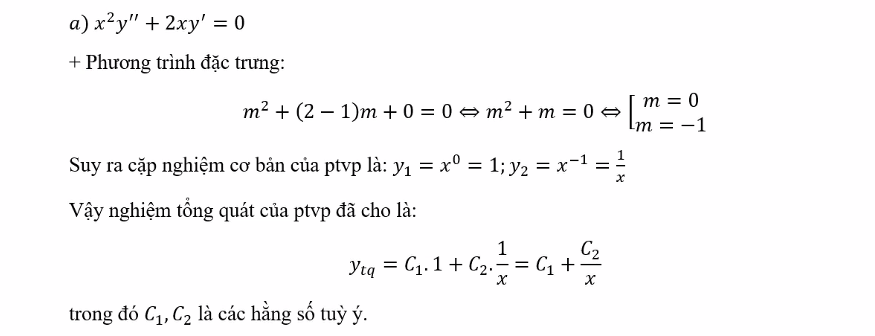 a) x²y′′ + 2xy′ = 0
+ Phương trình đặc trưng:
m² + (2 − 1)m + 0 = 0 ⇔ m² + m = 0 ⇔ [ m = 0
m = −1
Suy ra cặp nghiệm cơ bản của ptvp là: y₁ = x⁰ = 1; y₂ = x⁻¹ = 1/x
Vậy nghiệm tổng quát của ptvp đã cho là:
y_tq = C₁. 1 + C₂. 1/x = C₁ + C₂/x
trong đó C₁, C₂ là các hằng số tuỳ ý.